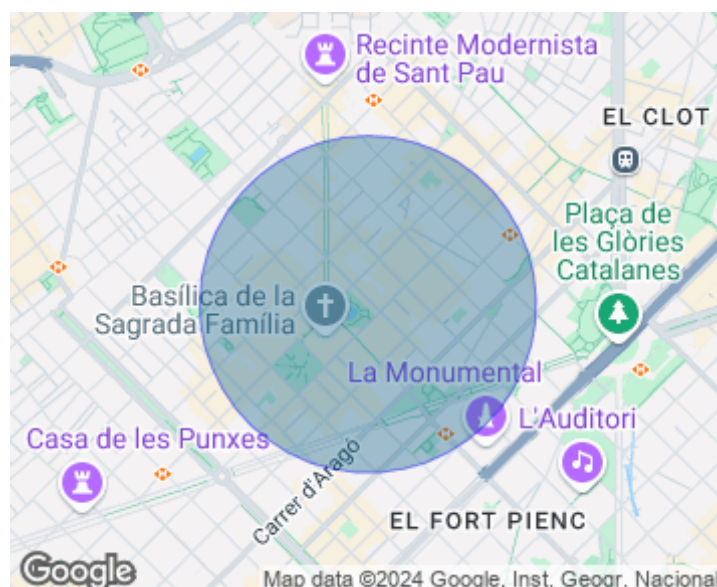 Recinte Modernista
de Sant Pau
EL CLOT
Plaça de
les Glòries
Catalanes
Basílica de la
Sagrada Família
La Monumental
L'Auditori
Casa de les Punxes
Carrer d'Aragó
EL FORT PIENC
Google
Map data ©2024 Google, Inst. Geogr. Nacional